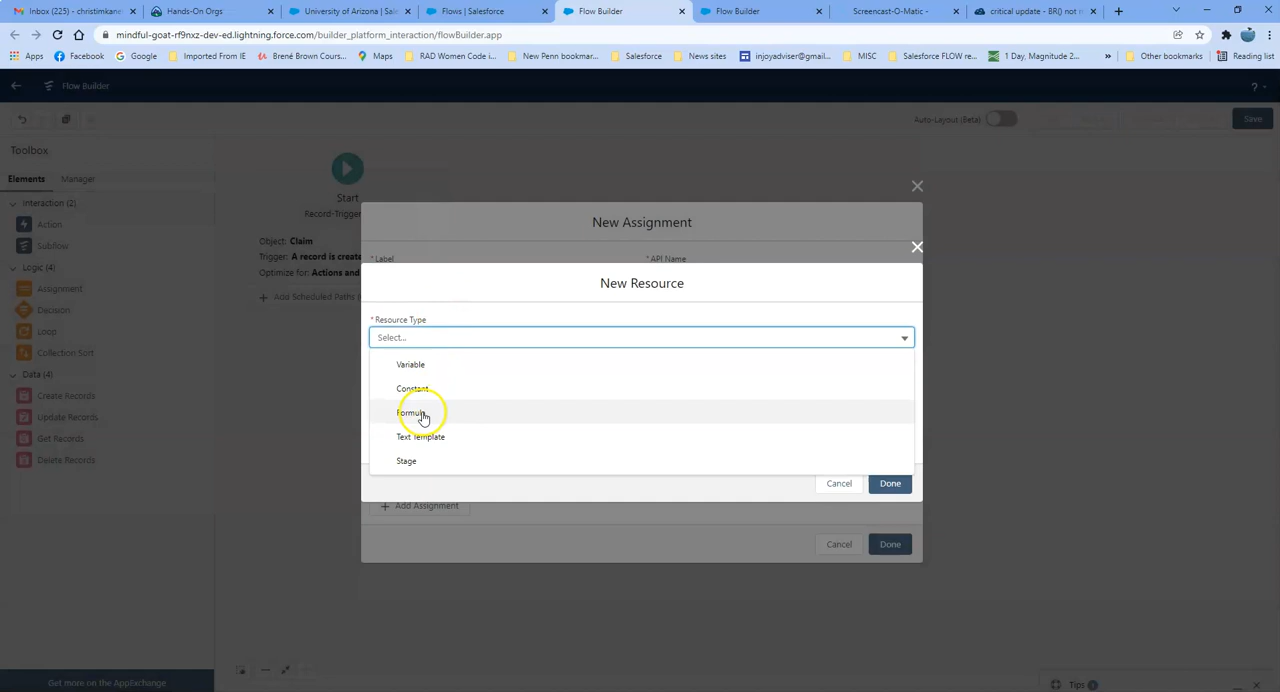 Inbox (225) - christimkane
Hands-On Orgs
University of Arizona | Sal
Flows | Salesforce
Flow Builder
Flow Builder
Screencast-O-Matic -
critical update - BR() not r
mindful-goat-rf9nxz-dev-ed.lightning.force.com/builder_platform_interaction/flowBuilder.app
Apps
Facebook
Google
Imported From IE
Brené Brown Cours...
Maps
RAD Women Code i...
New Penn bookmar...
Salesforce
News sites
injoyadviser@gmail...
MISC
Salesforce FLOW re...
1 Day, Magnitude 2...
»
Other bookmarks
Reading list
Flow Builder
?
Auto-Layout (Beta)
Save
Toolbox
Elements
Manager
Interaction (2)
Action
Subflow
Logic (4)
Assignment
Decision
Loop
Collection Sort
Data (4)
Create Records
Update Records
Get Records
Delete Records
Get more on the AppExchange
Start
Record-Trigger
Object: Claim
Trigger: A record is create
Optimize for: Actions and
+ Add Scheduled Paths (
New Assignment
* Label
* API Name
New Resource
* Resource Type
Select...
Variable
Constant
Formula
Text Template
Stage
Cancel
Done
+ Add Assignment
Cancel
Done
Tips